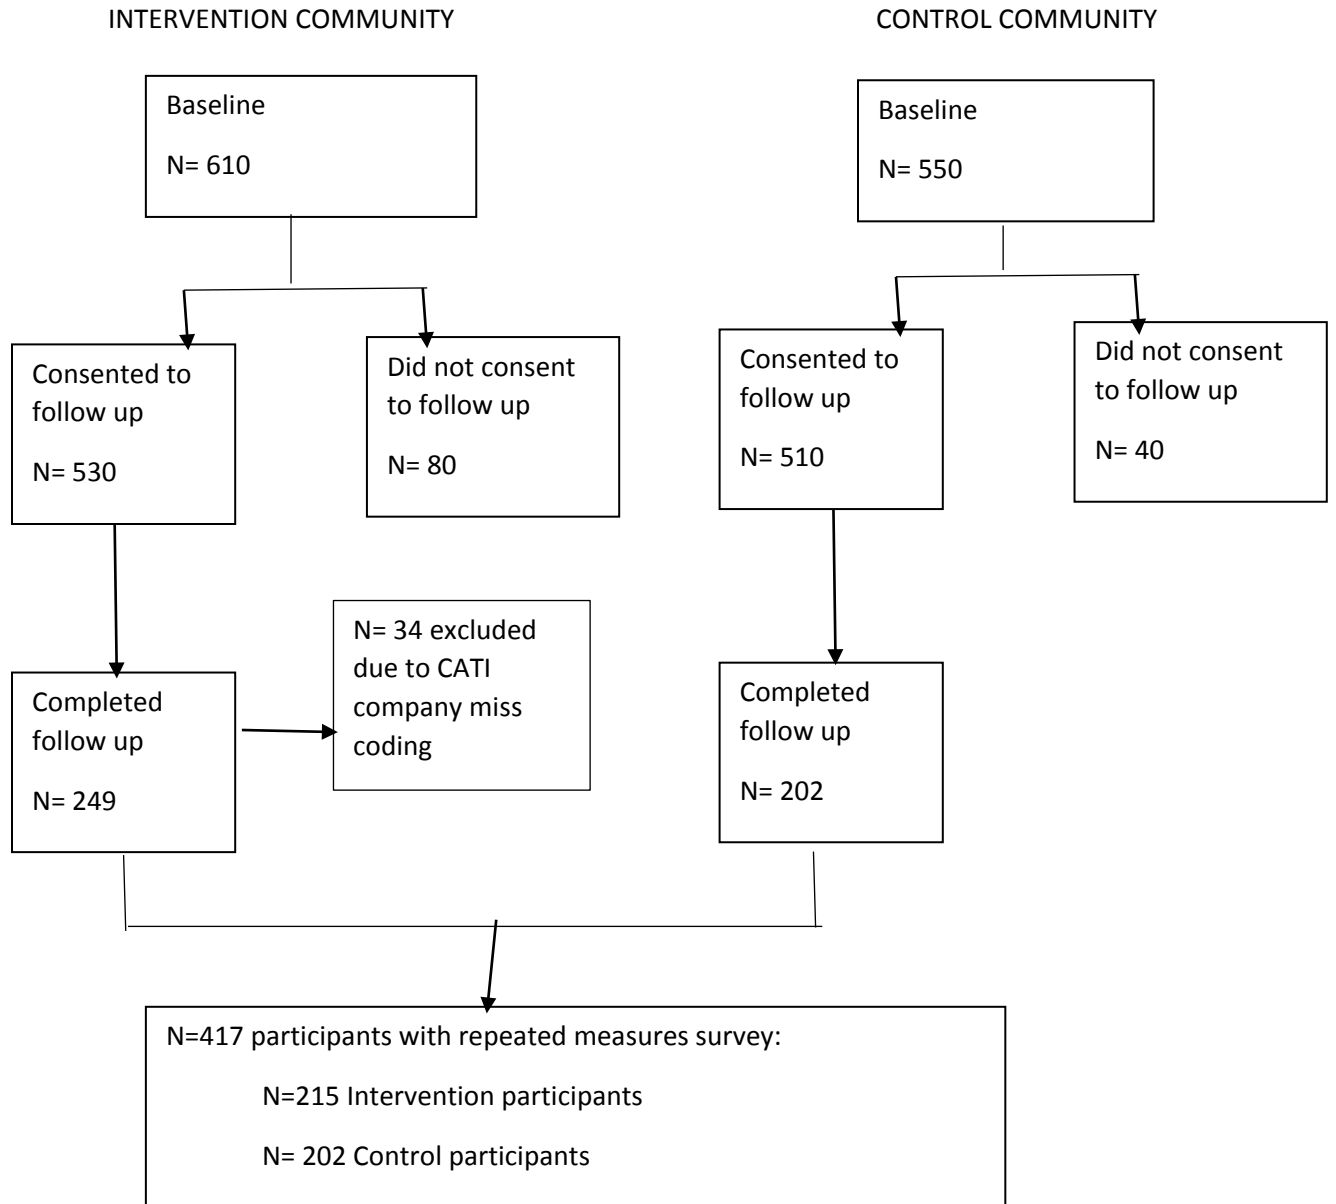 INTERVENTION COMMUNITY
CONTROL COMMUNITY
Baseline
N= 610
Baseline
N= 550
Consented to
follow up
N= 530
Did not consent
to follow up
N= 80
Consented to
follow up
N= 510
Did not consent
to follow up
N= 40
N= 34 excluded
due to CATI
company miss
coding
Completed
follow up
N= 249
Completed
follow up
N= 202
N=417 participants with repeated measures survey:
N=215 Intervention participants
N= 202 Control participants